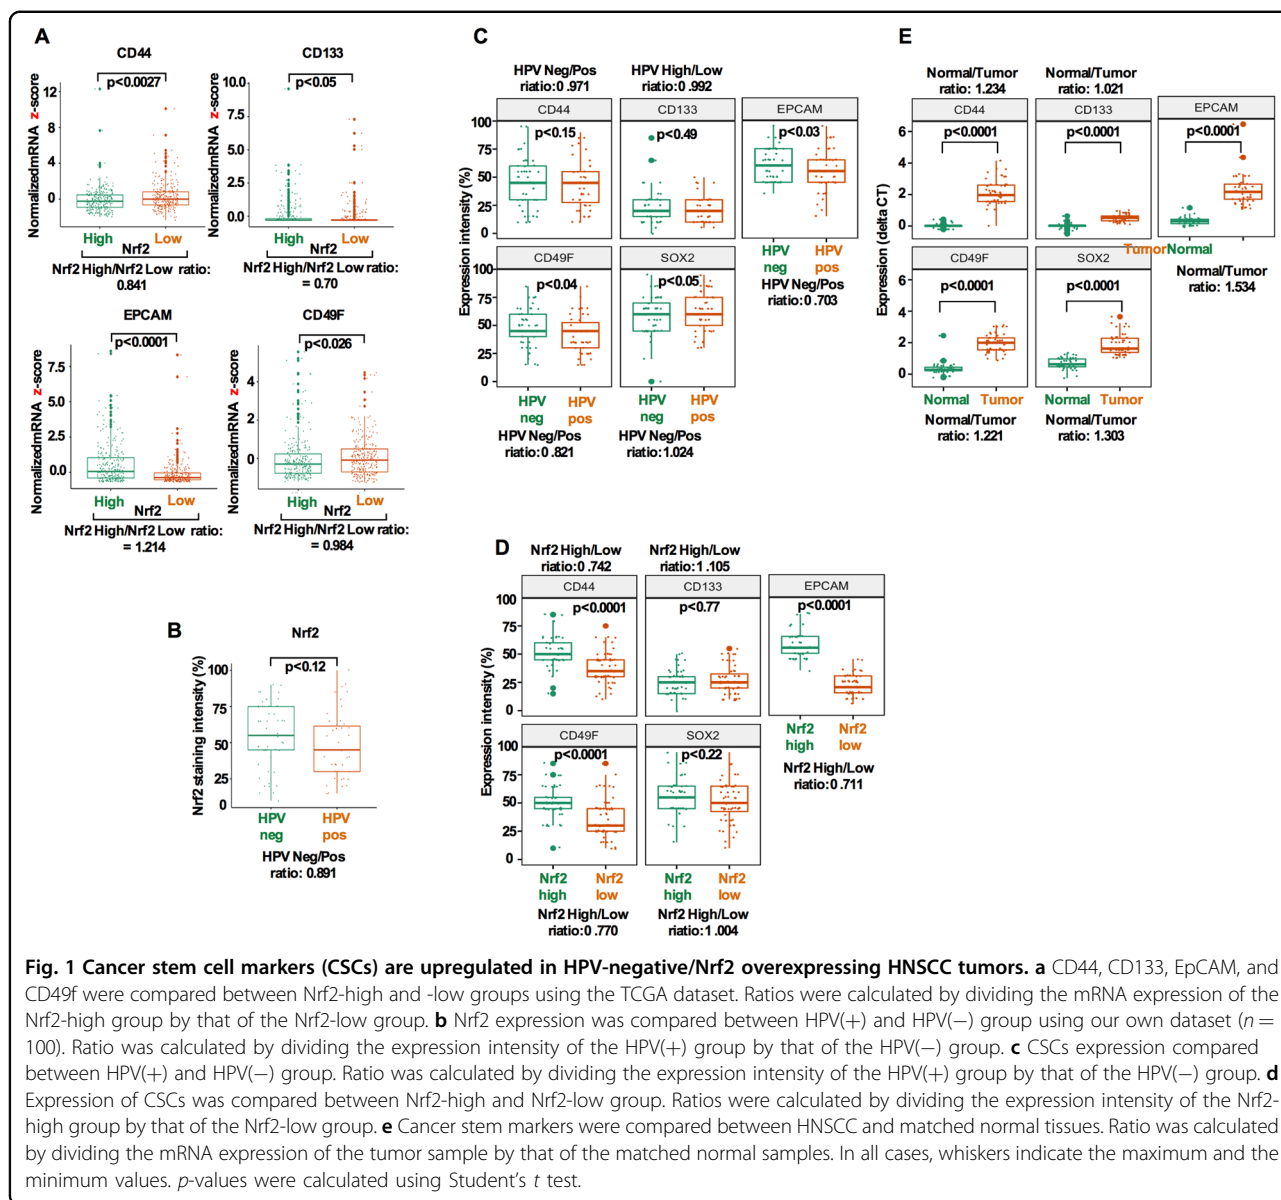 A
CD44
p<0.0027
NormalizedmRNA z-score
12
8
4
0
High
Low
Nrf2
Nrf2 High/Nrf2 Low ratio:
0.841
CD133
p<0.05
NormalizedmRNA z-score
10.0
7.5
5.0
2.5
0.0
High
Low
Nrf2
Nrf2 High/Nrf2 Low ratio:
= 0.70
EPCAM
p<0.0001
NormalizedmRNA z-score
7.5
5.0
2.5
0.0
High
Low
Nrf2
Nrf2 High/Nrf2 Low ratio:
= 1.214
CD49F
p<0.026
NormalizedmRNA z-score
4
2
0
High
Low
Nrf2
Nrf2 High/Nrf2 Low ratio:
= 0.984
B
Nrf2
p<0.12
Nrf2 staining intensity (%)
100
75
50
25
0
HPV
neg
HPV
pos
HPV Neg/Pos
ratio: 0.891
C
HPV Neg/Pos
riatio:0 .971
HPV High/Low
riatio:0 .992
CD44
CD133
EPCAM
p<0.15
p<0.49
p<0.03
Expression intensity (%)
100
75
50
25
0
HPV
neg
HPV
pos
HPV Neg/Pos
riatio:0 .703
CD49F
SOX2
p<0.04
p<0.05
100
75
50
25
0
HPV
neg
HPV
pos
HPV
neg
HPV
pos
HPV Neg/Pos
riatio:0 .821
HPV Neg/Pos
riatio:1.024
D
Nrf2 High/Low
riatio:0 .742
Nrf2 High/Low
riatio:1 .105
CD44
CD133
EPCAM
p<0.0001
p<0.77
p<0.0001
Expression intensity (%)
100
75
50
25
0
Nrf2
high
Nrf2
low
Nrf2 High/Low
riatio:0 .711
CD49F
SOX2
p<0.0001
p<0.22
100
75
50
25
0
Nrf2
high
Nrf2
low
Nrf2
high
Nrf2
low
Nrf2 High/Low
riatio:0 .770
Nrf2 High/Low
riatio:1 .004
E
Normal/Tumor
ratio: 1.234
Normal/Tumor
ratio: 1.021
CD44
CD133
EPCAM
p<0.0001
p<0.0001
p<0.0001
Expression (delta CT)
6
4
2
0
Tumor
Normal
Normal/Tumor
ratio: 1.534
CD49F
SOX2
p<0.0001
p<0.0001
6
4
2
0
Normal
Tumor
Normal
Tumor
Normal/Tumor
ratio: 1.221
Normal/Tumor
ratio: 1.303
Fig. 1 Cancer stem cell markers (CSCs) are upregulated in HPV-negative/Nrf2 overexpressing HNSCC tumors. a CD44, CD133, EpCAM, and
CD49f were compared between Nrf2-high and -low groups using the TCGA dataset. Ratios were calculated by dividing the mRNA expression of the
Nrf2-high group by that of the Nrf2-low group. b Nrf2 expression was compared between HPV(+) and HPV(−) group using our own dataset (n =
100). Ratio was calculated by dividing the expression intensity of the HPV(+) group by that of the HPV(−) group. c CSCs expression compared
between HPV(+) and HPV(−) group. Ratio was calculated by dividing the expression intensity of the HPV(+) group by that of the HPV(−) group. d
Expression of CSCs was compared between Nrf2-high and Nrf2-low group. Ratios were calculated by dividing the expression intensity of the Nrf2-
high group by that of the Nrf2-low group. e Cancer stem markers were compared between HNSCC and matched normal tissues. Ratio was calculated
by dividing the mRNA expression of the tumor sample by that of the matched normal samples. In all cases, whiskers indicate the maximum and the
minimum values. p-values were calculated using Student's t test.